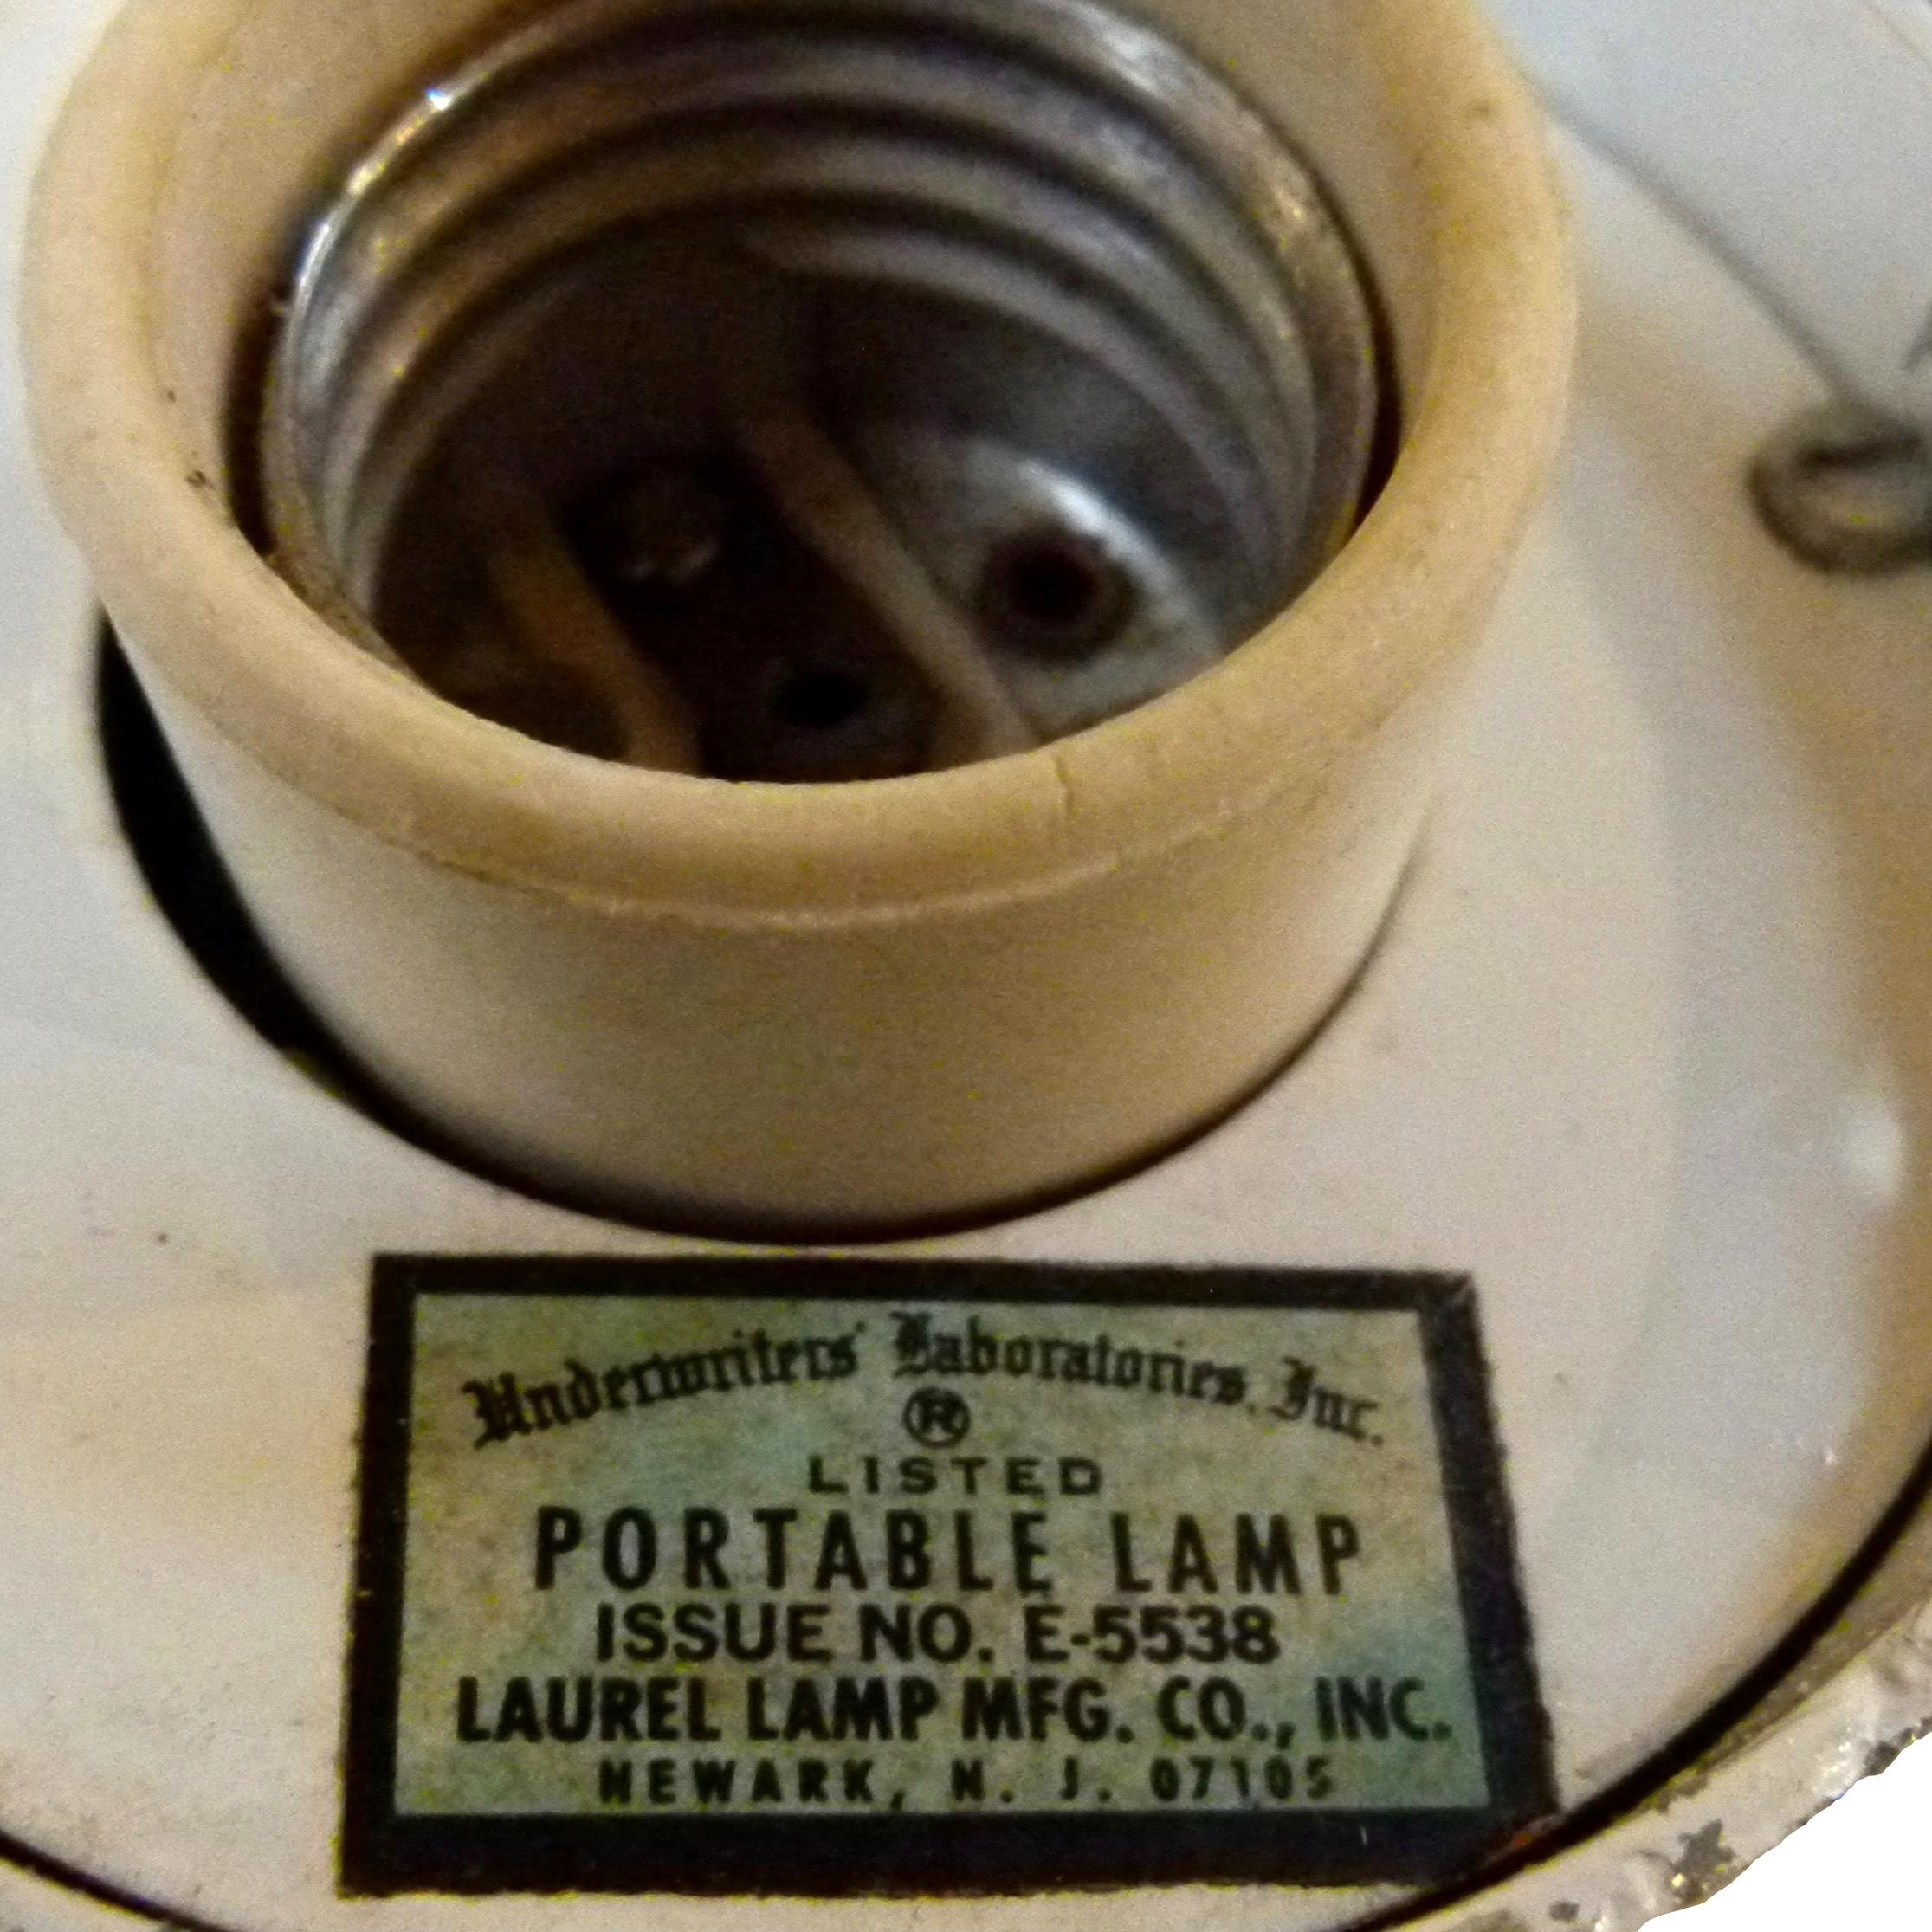 Underwriters' Laboratories, Inc.
®
LISTED
PORTABLE LAMP
ISSUE NO. E-5538
LAUREL LAMP MFG. CO., INC.
NEWARK, N. J. 07105